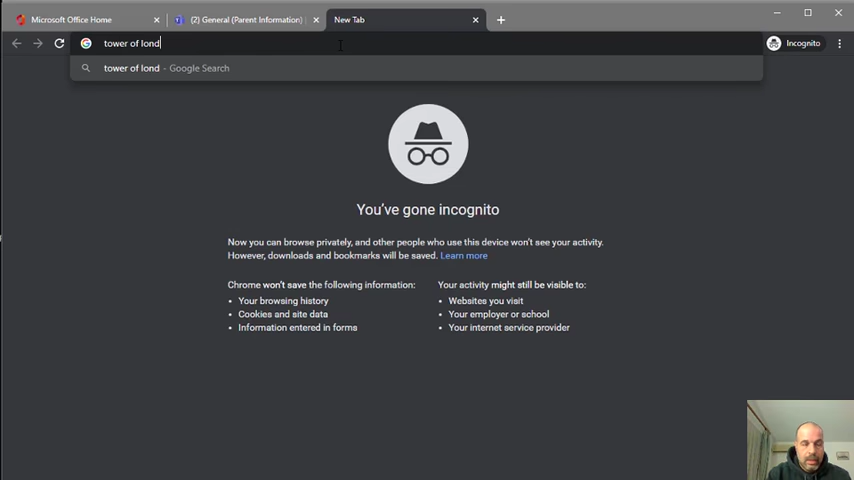 Microsoft Office Home
(2) General (Parent Information) |
New Tab
tower of lond
Incognito
tower of lond - Google Search
You've gone incognito
Now you can browse privately, and other people who use this device won't see your activity.
However, downloads and bookmarks will be saved. Learn more
Chrome won't save the following information:
• Your browsing history
• Cookies and site data
• Information entered in forms
Your activity might still be visible to:
• Websites you visit
• Your employer or school
• Your internet service provider